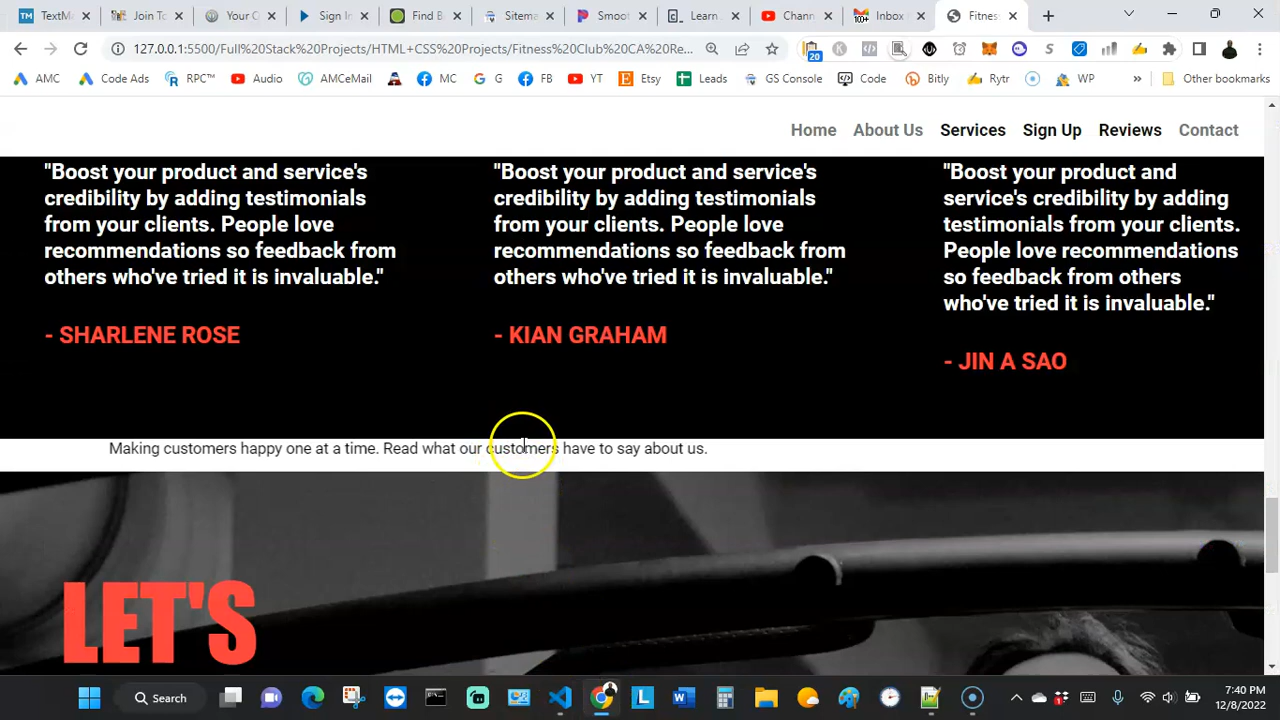 TextM
Join To
Your C
Sign In
Find B
Sitema
Smoot
Learn
Chann
Inbox
Fitnes
127.0.0.1:5500/Full%20Stack%20Projects/HTML+CSS%20Projects/Fitness%20Club%20CA%20Re...
20
AMC
Code Ads
RPC™
Audio
AMCeMail
MC
G
FB
YT
Etsy
Leads
GS Console
Code
Bitly
Rytr
WP
»
Other bookmarks
Home About Us Services Sign Up Reviews Contact
"Boost your product and service's
credibility by adding testimonials
from your clients. People love
recommendations so feedback from
others who've tried it is invaluable."
- SHARLENE ROSE
"Boost your product and service's
credibility by adding testimonials
from your clients. People love
recommendations so feedback from
others who've tried it is invaluable."
- KIAN GRAHAM
"Boost your product and
service's credibility by adding
testimonials from your clients.
People love recommendations
so feedback from others
who've tried it is invaluable."
- JIN A SAO
Making customers happy one at a time. Read what our customers have to say about us.
LET'S
Search
7:40 PM
12/8/2022